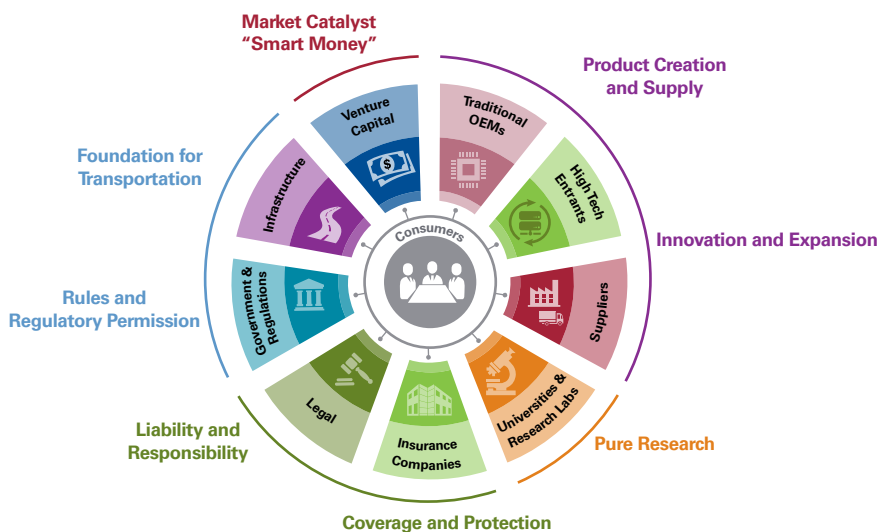 Market Catalyst
“Smart Money”
Product Creation
and Supply
Venture
Capital
Traditional
OEMs
Foundation for
Transportation
Infrastructure
High Tech
Entrants
Consumers
Innovation and Expansion
Government &
Regulations
Suppliers
Rules and
Regulatory Permission
$
Legal
Insurance
Companies
Universities &
Research Labs
Liability and
Responsibility
Pure Research
Coverage and Protection